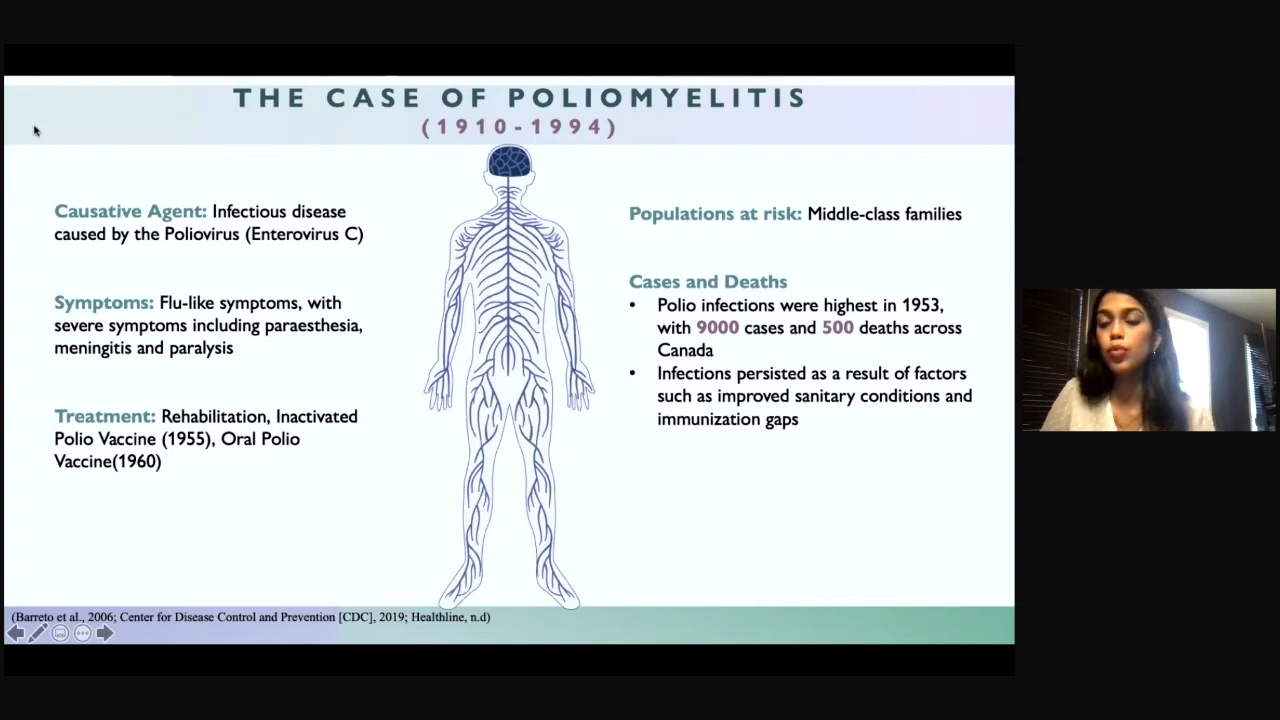 THE CASE OF POLIOMYELITIS
(1910-1994)
Causative Agent: Infectious disease
caused by the Poliovirus (Enterovirus C)
Symptoms: Flu-like symptoms, with
severe symptoms including paraesthesia,
meningitis and paralysis
Treatment: Rehabilitation, Inactivated
Polio Vaccine (1955), Oral Polio
Vaccine(1960)
Populations at risk: Middle-class families
Cases and Deaths
• Polio infections were highest in 1953,
with 9000 cases and 500 deaths across
Canada
• Infections persisted as a result of factors
such as improved sanitary conditions and
immunization gaps
(Barreto et al., 2006; Center for Disease Control and Prevention [CDC], 2019; Healthline, n.d)